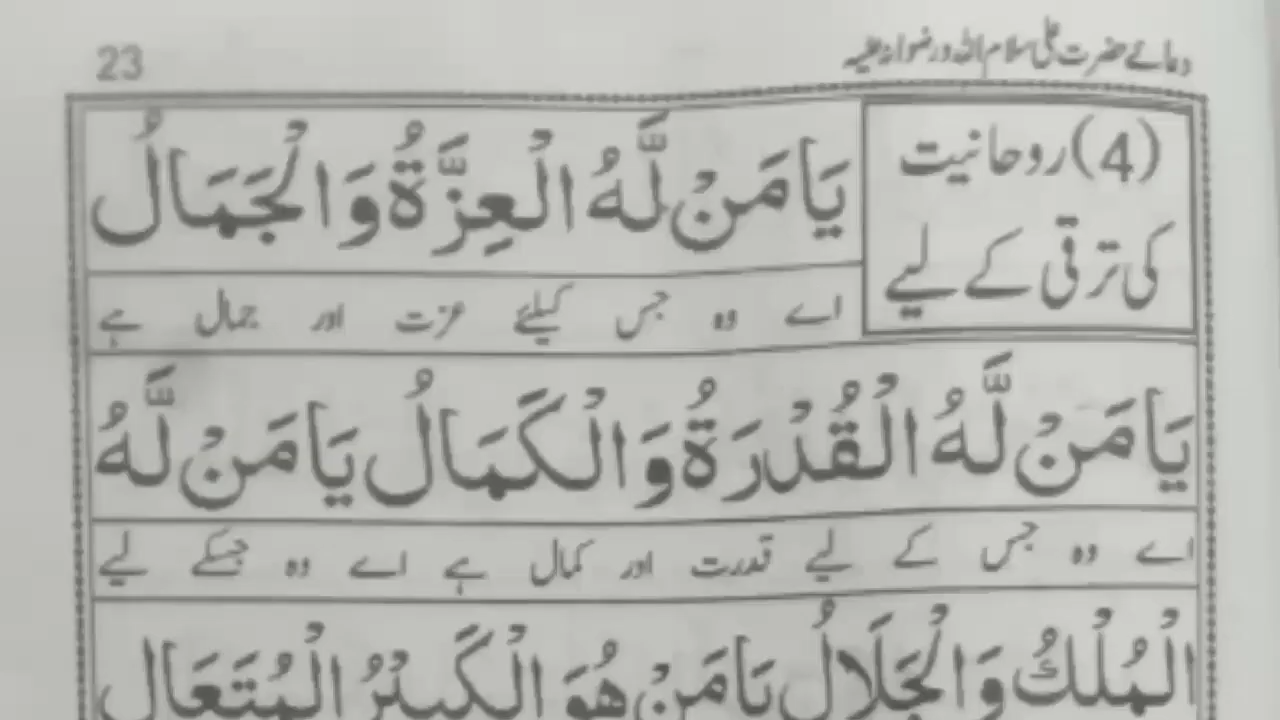 23
دعائے حضرت علی سلام اللہ ورضوانہ علیہ
(4) روحانیت
کی ترقی کے لیے
يَا مَنْ لَّهُ الْعِزَّةُ وَالْجَمَالُ
اے وہ جس کیلئے عزت اور جمال ہے
يَا مَنْ لَّهُ الْقُدْرَةُ وَالْكَمَالُ يَا مَنْ لَّهُ
اے وہ جس کے لیے قدرت اور کمال ہے اے وہ جسکے لیے
الْمُلْكُ وَالْجَلَالُ يَا مَنْ هُوَ الْكَبِيْرُ الْمُتَعَال